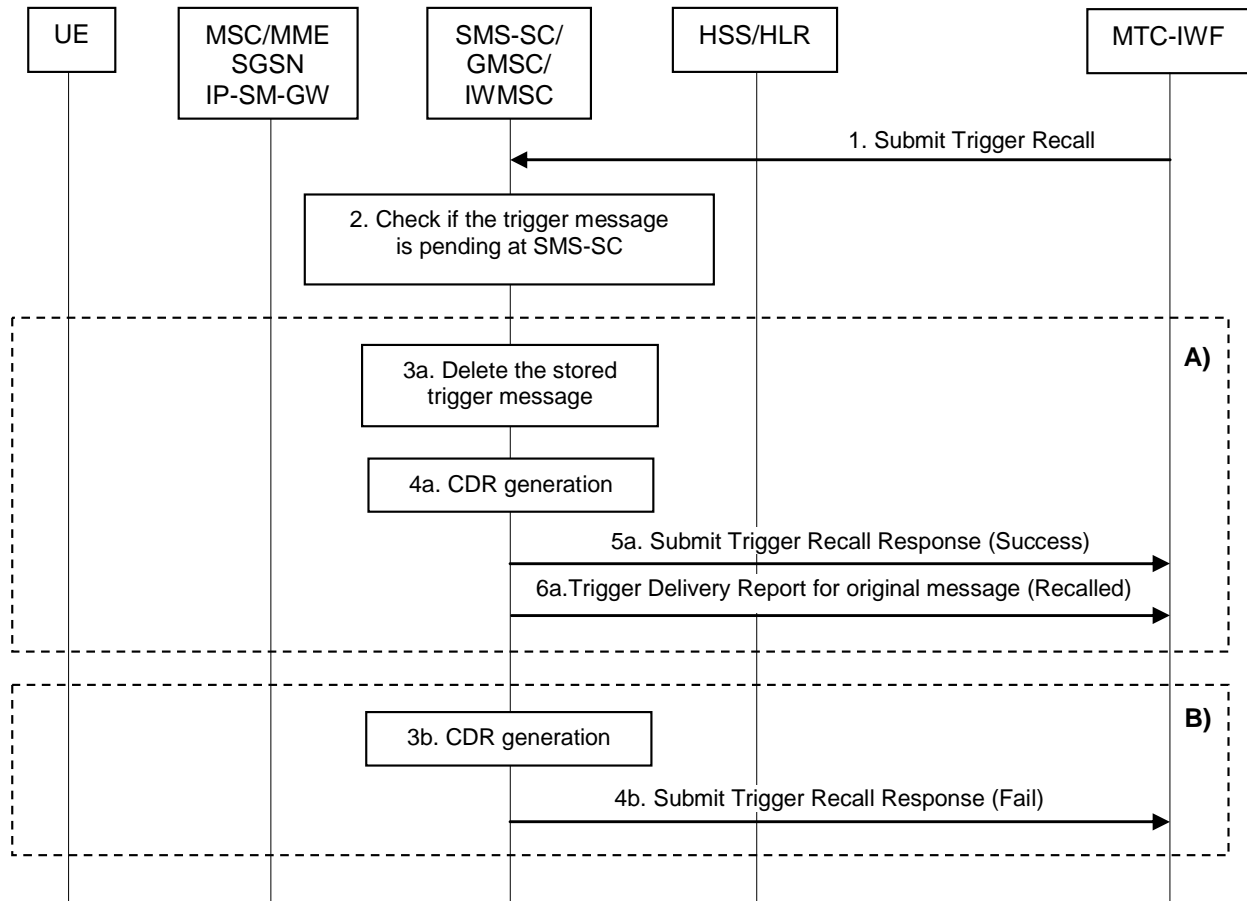 UE
MSC/MME
SGSN
IP-SM-GW
SMS-SC/
GMSC/
IWMSC
HSS/HLR
MTC-IWF
1. Submit Trigger Recall
2. Check if the trigger message
is pending at SMS-SC
A)
3a. Delete the stored
trigger message
4a. CDR generation
5a. Submit Trigger Recall Response (Success)
6a.Trigger Delivery Report for original message (Recalled)
B)
3b. CDR generation
4b. Submit Trigger Recall Response (Fail)